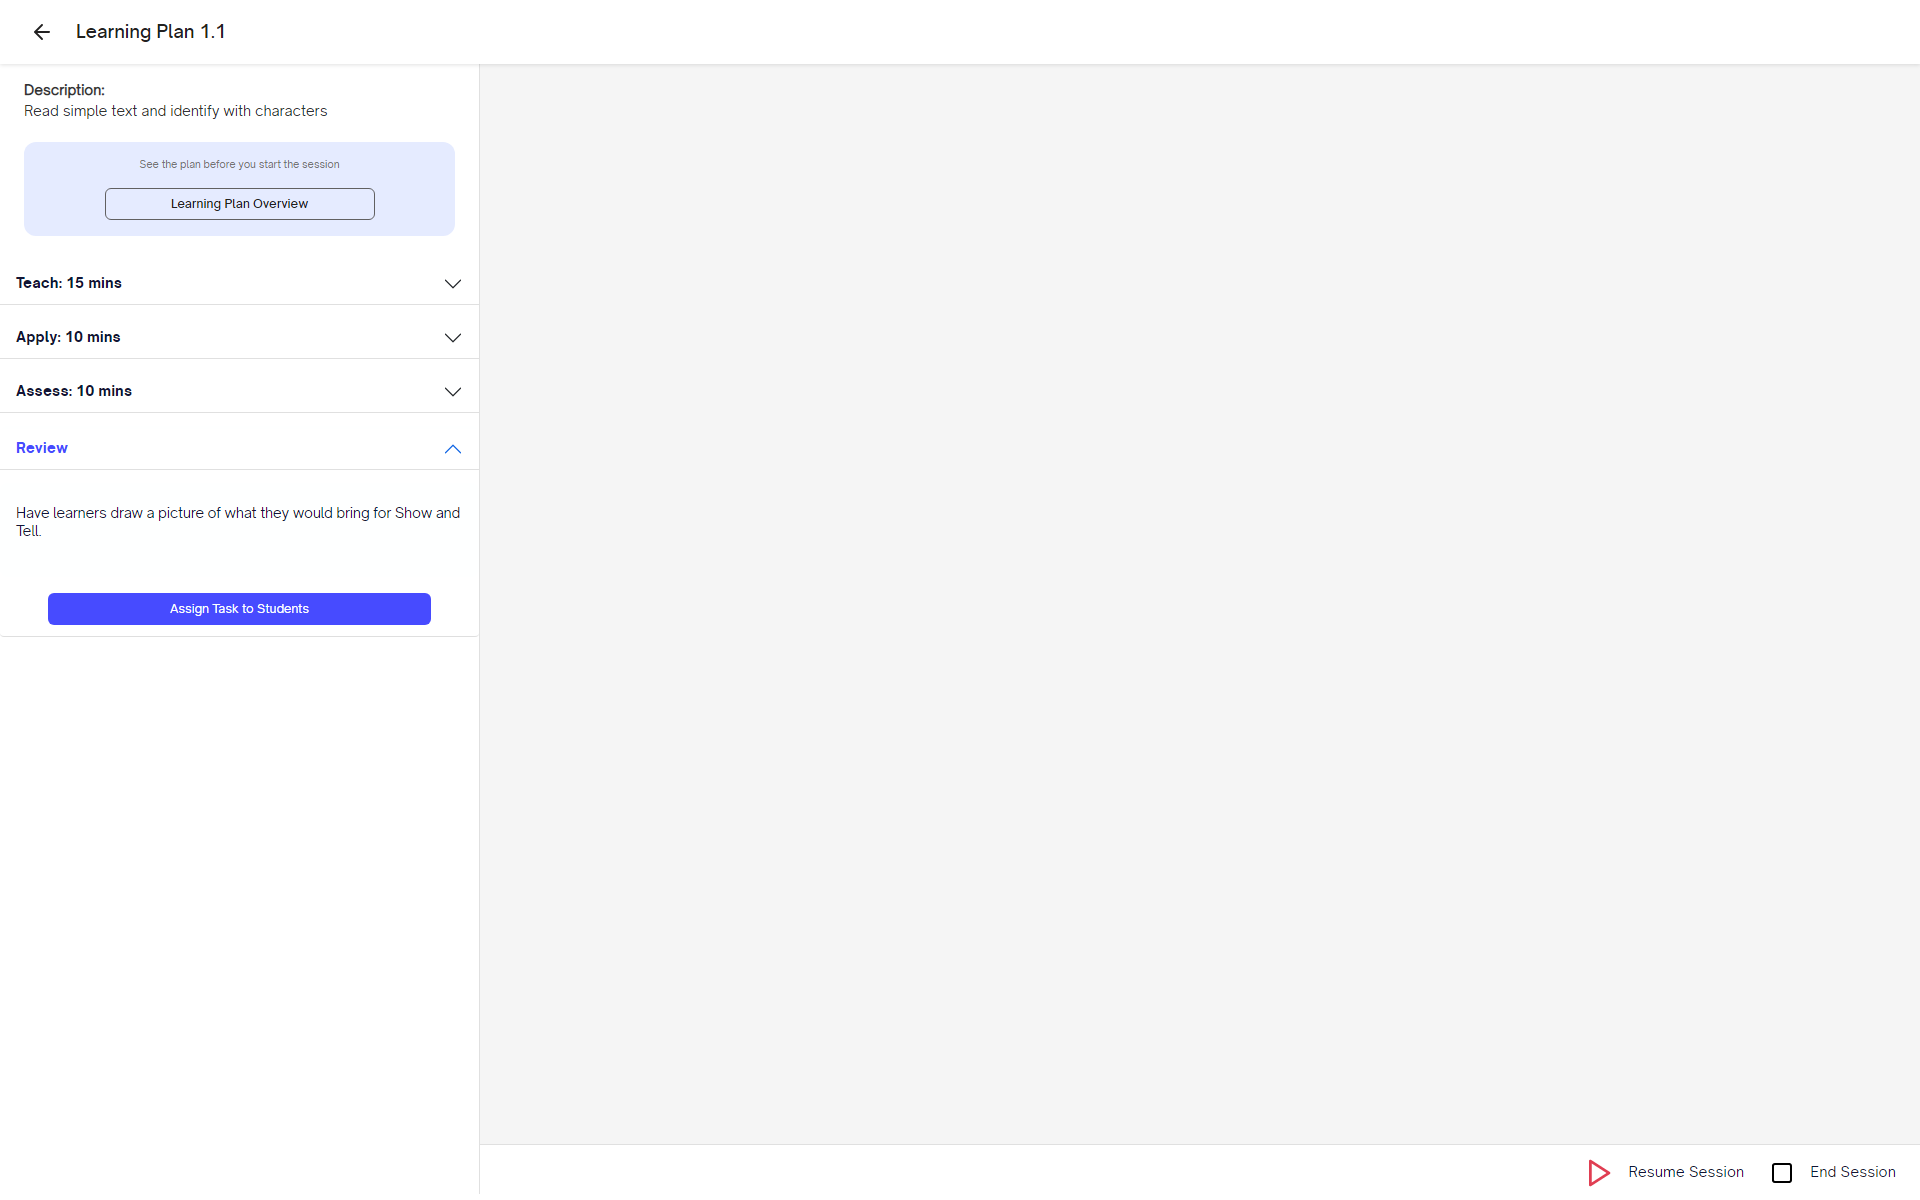 Learning Plan 1.1
Description:
Read simple text and identify with characters
See the plan before you start the session
Learning Plan Overview
Teach: 15 mins
Apply: 10 mins
Assess: 10 mins
Review
Have learners draw a picture of what they would bring for Show and
Tell.
Assign Task to Students
Resume Session
End Session